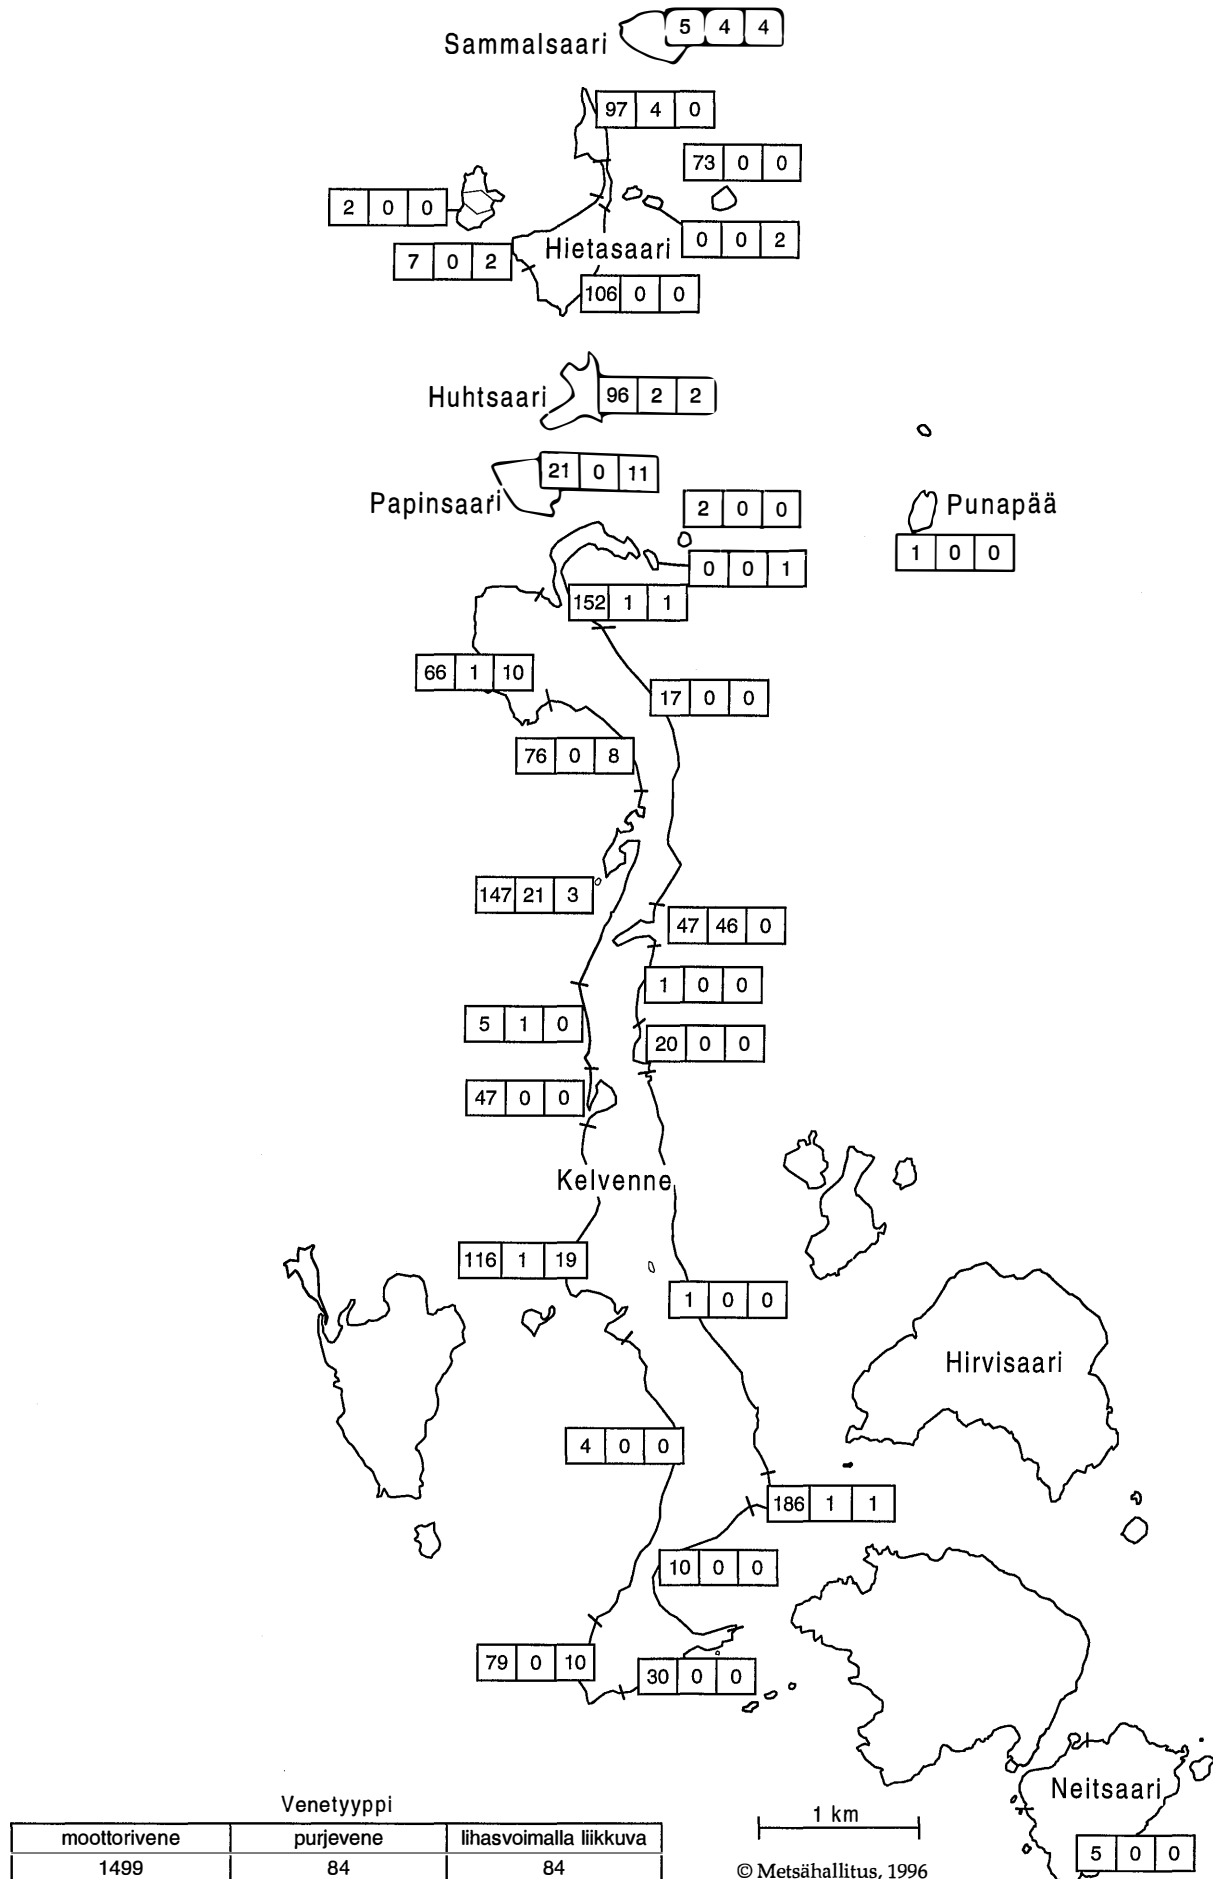 Sammalsaari 5 4 4
97 4 0
73 0 0
2 0 0
0 0 2
Hietasaari
7 0 2
106 0 0
Huhtsaari 96 2 2
21 0 11
Papinsaari
2 0 0
Punapää
1 0 0
0 0 1
152 1 1
66 1 10
17 0 0
76 0 8
147 21 3
47 46 0
1 0 0
5 1 0
20 0 0
47 0 0
Kelvenne
116 1 19
1 0 0
Hirvisaari
4 0 0
186 1 1
10 0 0
79 0 10
30 0 0
Neitsaari
5 0 0
Venetyyppi
moottorivene purjevene lihasvoimalla liikkuva
1499 84 84
1 km
© Metsähallitus, 1996